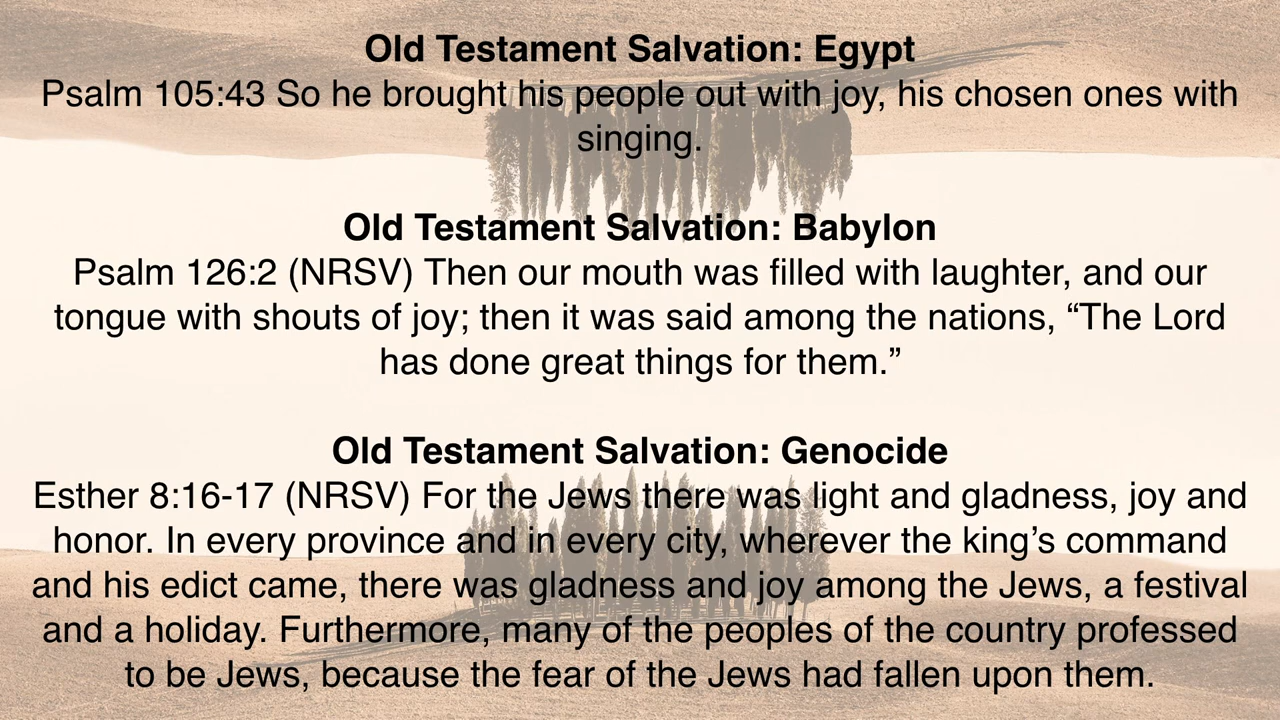 Old Testament Salvation: Egypt
Psalm 105:43 So he brought his people out with joy, his chosen ones with
singing.
Old Testament Salvation: Babylon
Psalm 126:2 (NRSV) Then our mouth was filled with laughter, and our
tongue with shouts of joy; then it was said among the nations, “The Lord
has done great things for them.”
Old Testament Salvation: Genocide
Esther 8:16-17 (NRSV) For the Jews there was light and gladness, joy and
honor. In every province and in every city, wherever the king’s command
and his edict came, there was gladness and joy among the Jews, a festival
and a holiday. Furthermore, many of the peoples of the country professed
to be Jews, because the fear of the Jews had fallen upon them.